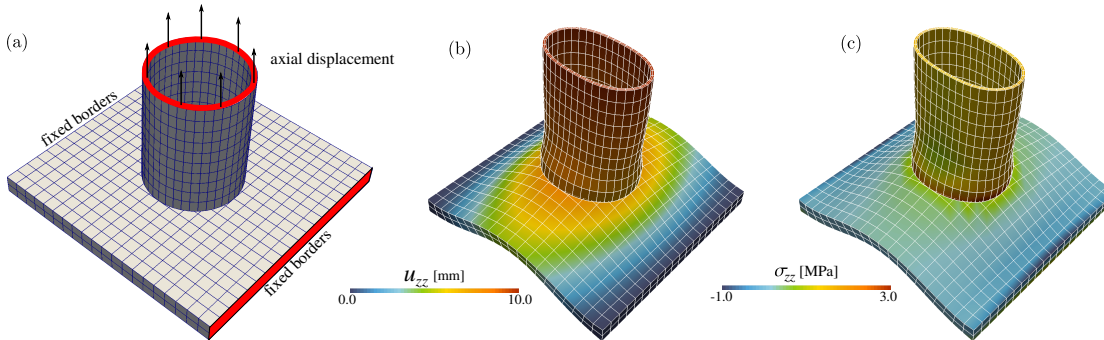 (a)
axial displacement
fixed borders
fixed borders
(b)
u_zz [mm]
0.0 10.0
(c)
σ_zz [MPa]
-1.0 3.0